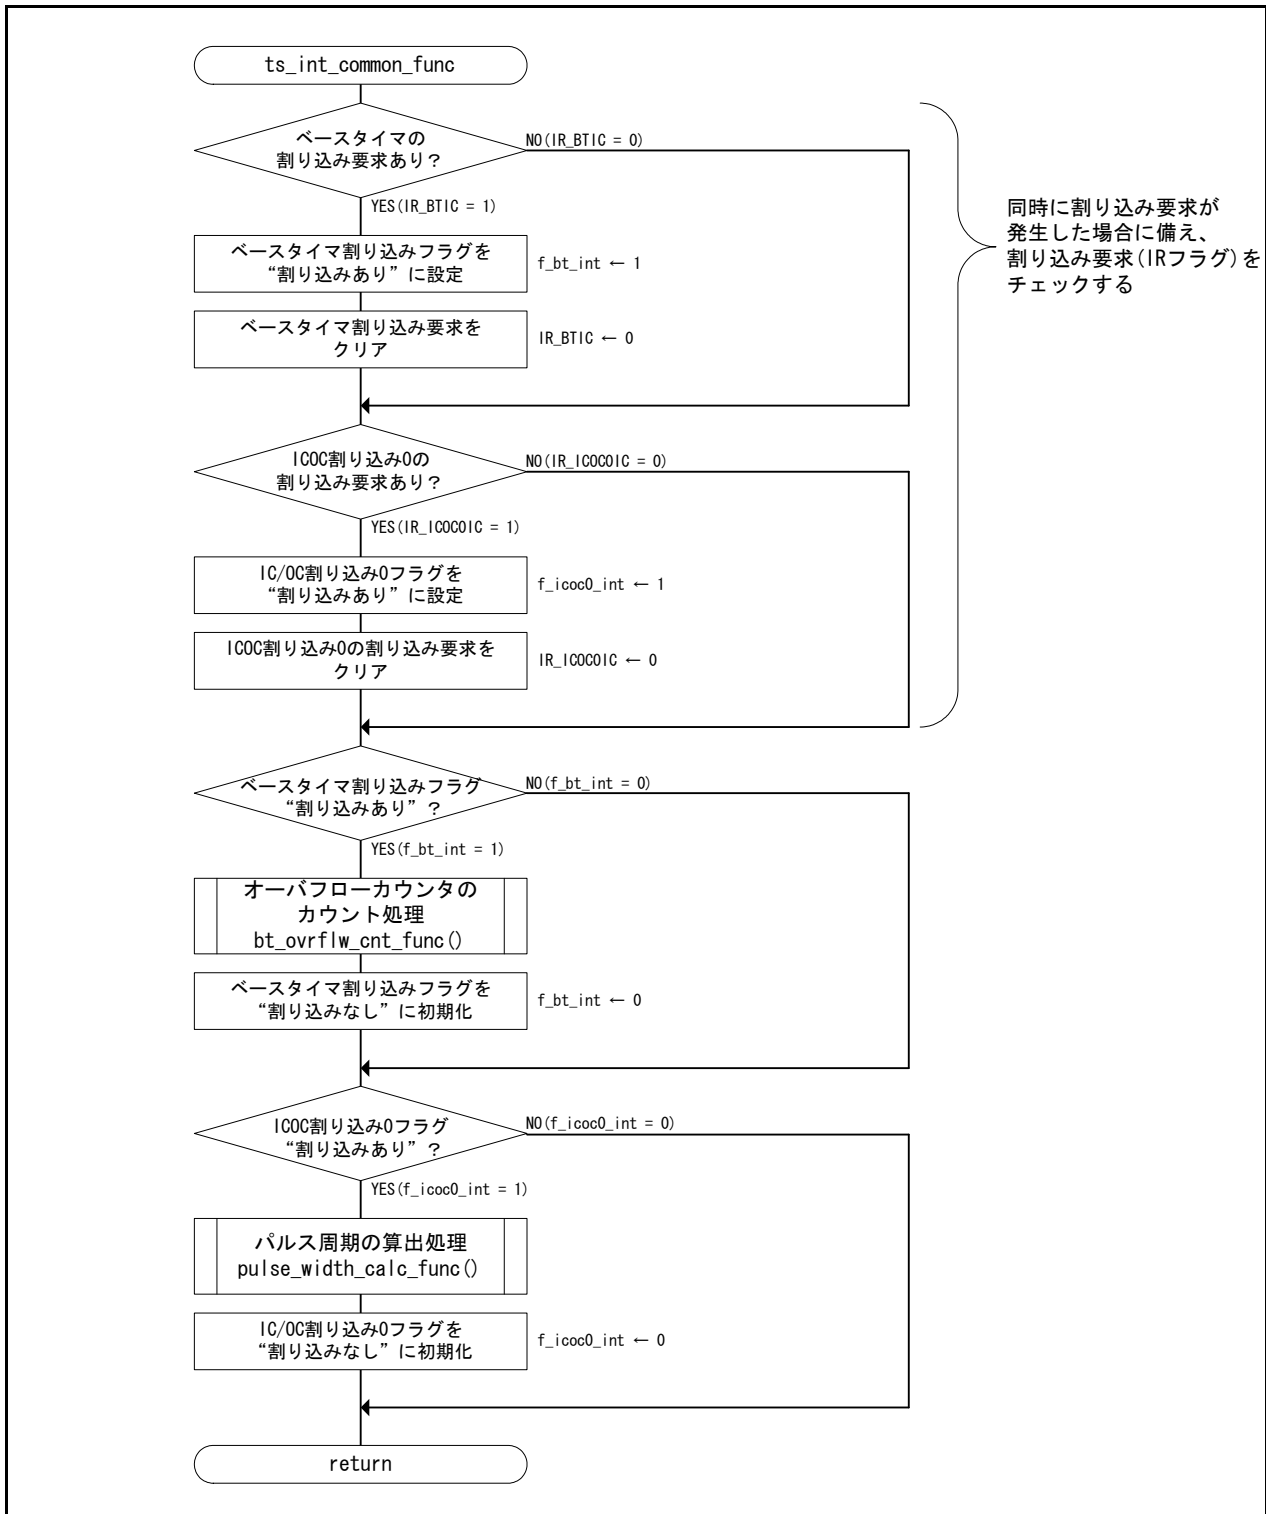 ts_int_common_func
ベースタイマの
割り込み要求あり？
NO(IR_BTIC = 0)
YES(IR_BTIC = 1)
同時に割り込み要求が
発生した場合に備え、
割り込み要求(IRフラグ)を
チェックする
ベースタイマ割り込みフラグを
“割り込みあり”に設定
f_bt_int ← 1
ベースタイマ割り込み要求を
クリア
IR_BTIC ← 0
ICOC割り込み0の
割り込み要求あり？
NO(IR_ICOC0IC = 0)
YES(IR_ICOC0IC = 1)
IC/OC割り込み0フラグを
“割り込みあり”に設定
f_icoc0_int ← 1
ICOC割り込み0の割り込み要求を
クリア
IR_ICOC0IC ← 0
ベースタイマ割り込みフラグ
“割り込みあり”？
NO(f_bt_int = 0)
YES(f_bt_int = 1)
オーバフローカウンタの
カウント処理
bt_ovrflw_cnt_func()
ベースタイマ割り込みフラグを
“割り込みなし”に初期化
f_bt_int ← 0
ICOC割り込み0フラグ
“割り込みあり”？
NO(f_icoc0_int = 0)
YES(f_icoc0_int = 1)
パルス周期の算出処理
pulse_width_calc_func()
IC/OC割り込み0フラグを
“割り込みなし”に初期化
f_icoc0_int ← 0
return